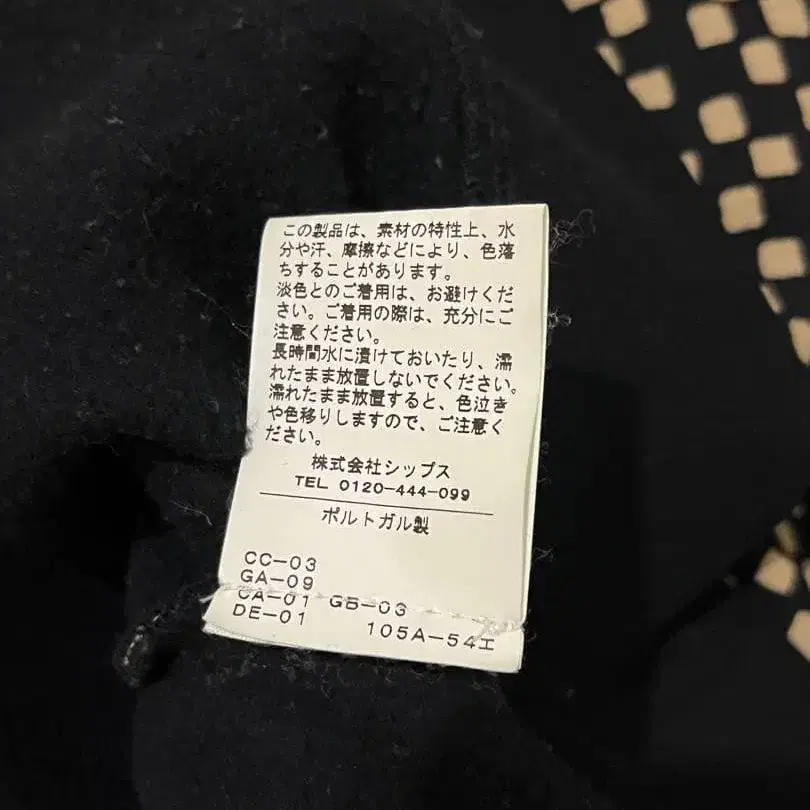 この製品は、素材の特性上、水
分や汗、摩擦などにより、色落
ちすることがあります。
淡色とのご着用は、お避けくだ
さい。ご着用の際は、充分にご
注意ください。
長時間水に漬けておいたり、濡
れたまま放置しないでください。
濡れたまま放置すると、色泣き
や色移りしますので、ご注意く
ださい。
株式会社シップス
TEL 0120-444-099
ポルトガル製
CC-03
GA-09
CA-01 GB-03
DE-01 105A-54エ